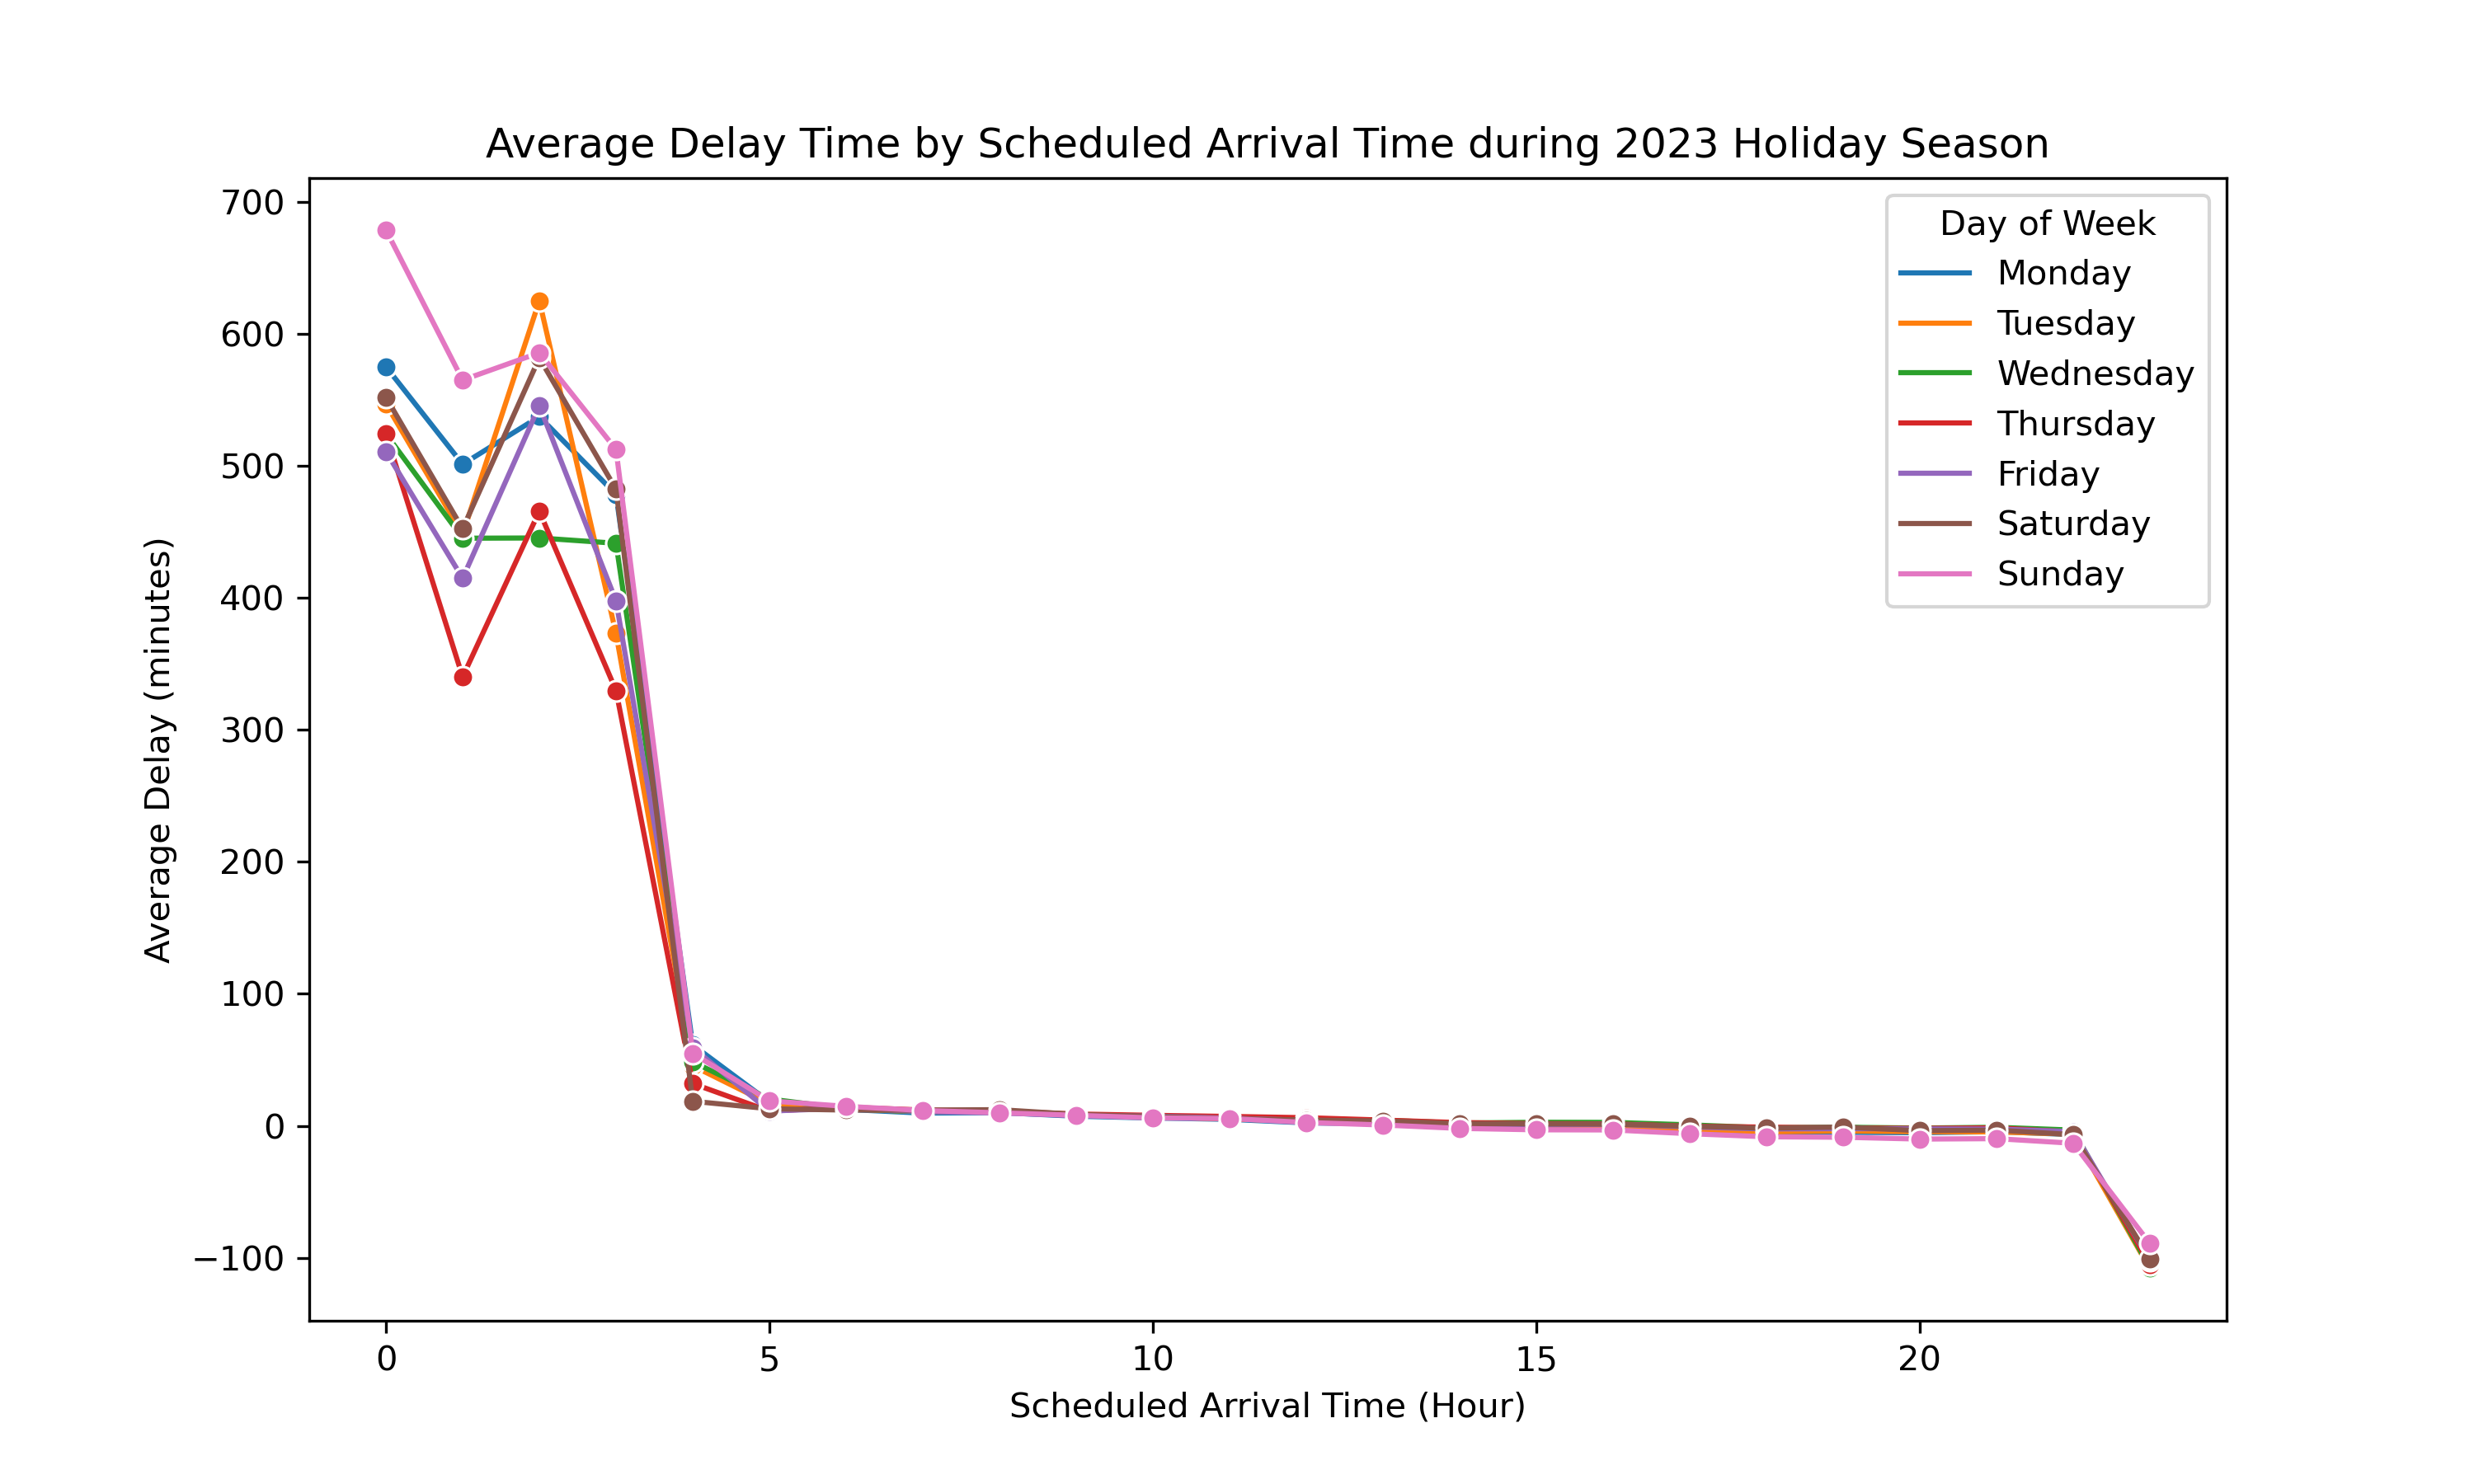 Average Delay Time by Scheduled Arrival Time during 2023 Holiday Season
700
600
500
400
300
200
100
0
−100
Average Delay (minutes)
Day of Week
Monday
Tuesday
Wednesday
Thursday
Friday
Saturday
Sunday
0 5 10 15 20
Scheduled Arrival Time (Hour)